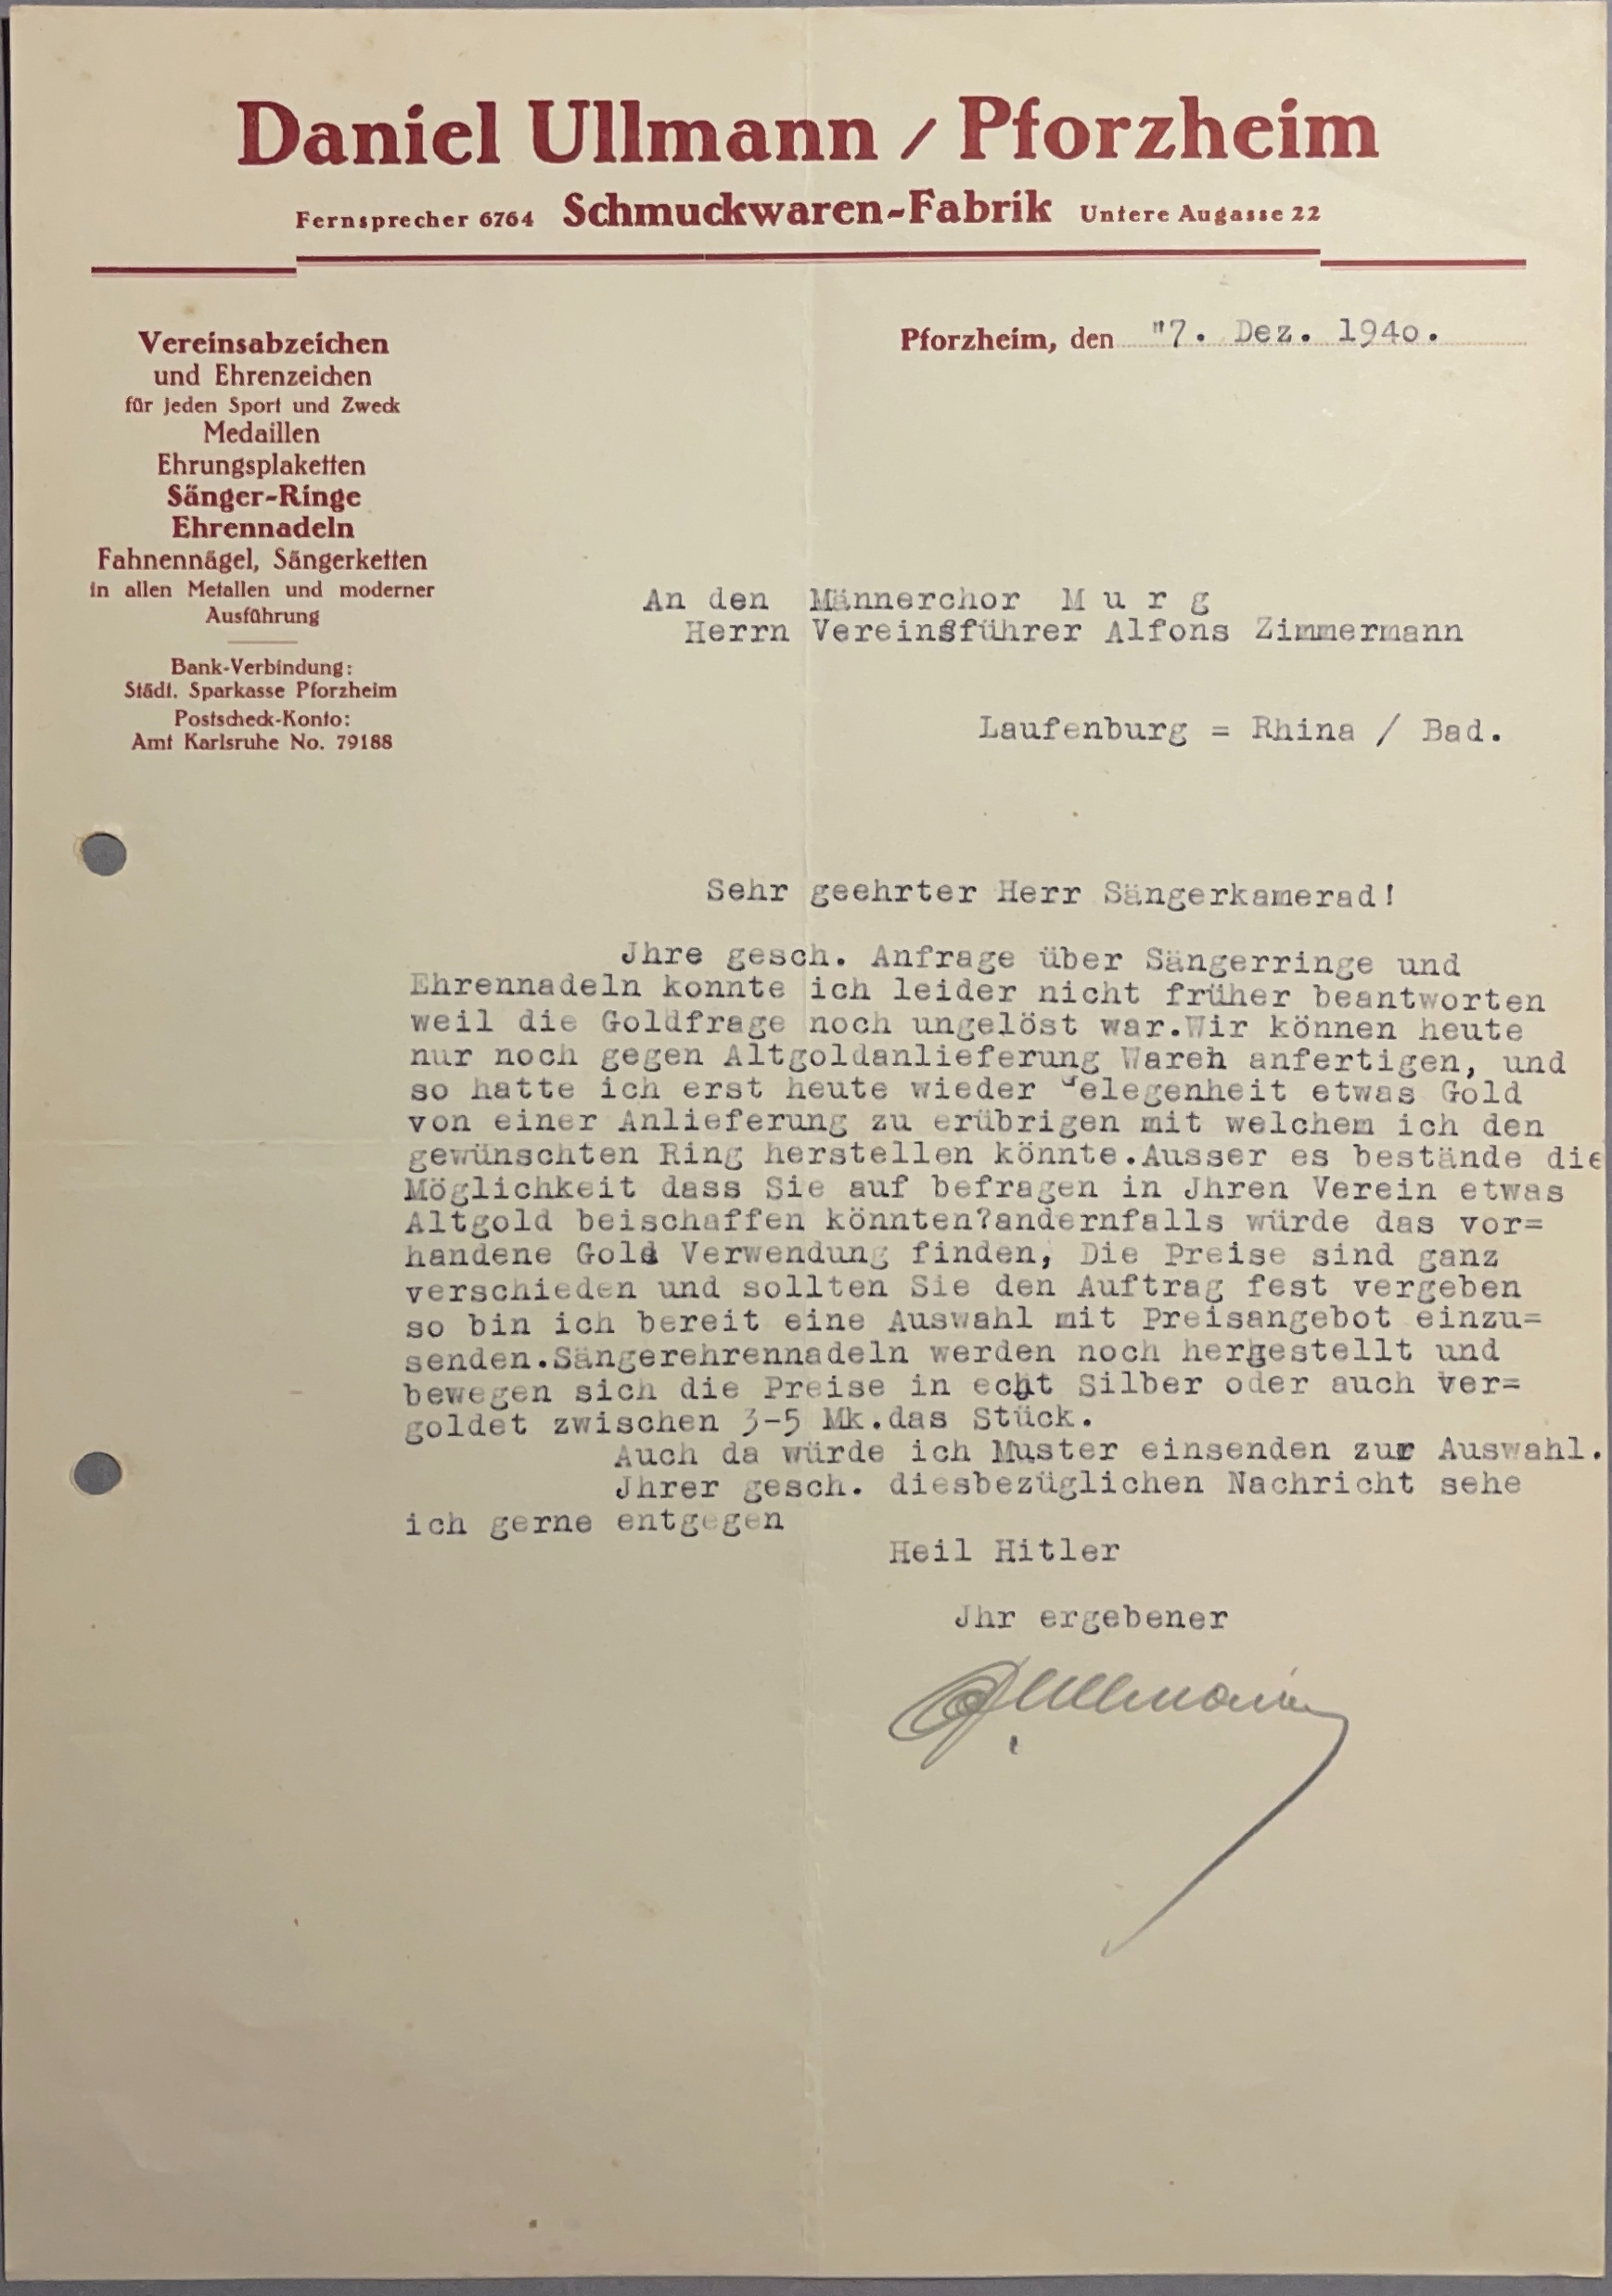 Daniel Ullmann / Pforzheim
Fernsprecher 6764 Schmuckwaren-Fabrik Untere Augasse 22
Vereinsabzeichen
und Ehrenzeichen
für jeden Sport und Zweck
Medaillen
Ehrungsplaketten
Sänger-Ringe
Ehrennadeln
Fahnennägel, Sängerketten
in allen Metallen und moderner
Ausführung
Bank-Verbindung:
Städt. Sparkasse Pforzheim
Postscheck-Konto:
Amt Karlsruhe No. 79188
Pforzheim, den "7. Dez. 1940.
An den Männerchor M u r g
Herrn Vereinsführer Alfons Zimmermann
Laufenburg = Rhina / Bad.
Sehr geehrter Herr Sängerkamerad!
Jhre gesch. Anfrage über Sängerringe und
Ehrennadeln konnte ich leider nicht früher beantworten
weil die Goldfrage noch ungelöst war.Wir können heute
nur noch gegen Altgoldanlieferung Waren anfertigen, und
so hatte ich erst heute wieder Gelegenheit etwas Gold
von einer Anlieferung zu erübrigen mit welchem ich den
gewünschten Ring herstellen könnte.Ausser es bestände die
Möglichkeit dass Sie auf befragen in Jhren Verein etwas
Altgold beischaffen könnten?andernfalls würde das vor=
handene Gold Verwendung finden, Die Preise sind ganz
verschieden und sollten Sie den Auftrag fest vergeben
so bin ich bereit eine Auswahl mit Preisangebot einzu=
senden.Sängerehrennadeln werden noch hergestellt und
bewegen sich die Preise in echt Silber oder auch ver=
goldet zwischen 3-5 Mk.das Stück.
Auch da würde ich Muster einsenden zur Auswahl.
Jhrer gesch. diesbezüglichen Nachricht sehe
ich gerne entgegen
Heil Hitler
Jhr ergebener
D. Ullmann